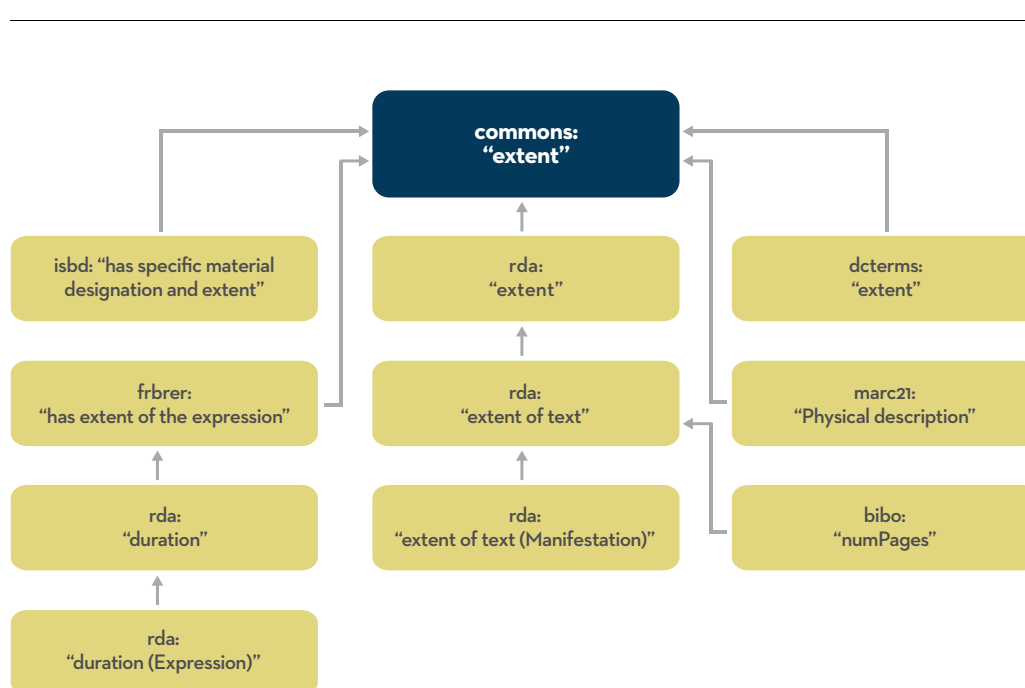 commons:
“extent”
isbd: “has specific material
designation and extent”
rda:
“extent”
dcterms:
“extent”
frbrer:
“has extent of the expression”
rda:
“extent of text”
marc21:
“Physical description”
rda:
“duration”
rda:
“extent of text (Manifestation)”
bibo:
“numPages”
rda:
“duration (Expression)”